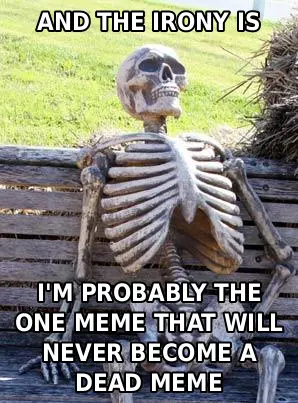 AND THE IRONY IS
I'M PROBABLY THE
ONE MEME THAT WILL
NEVER BECOME A
DEAD MEME